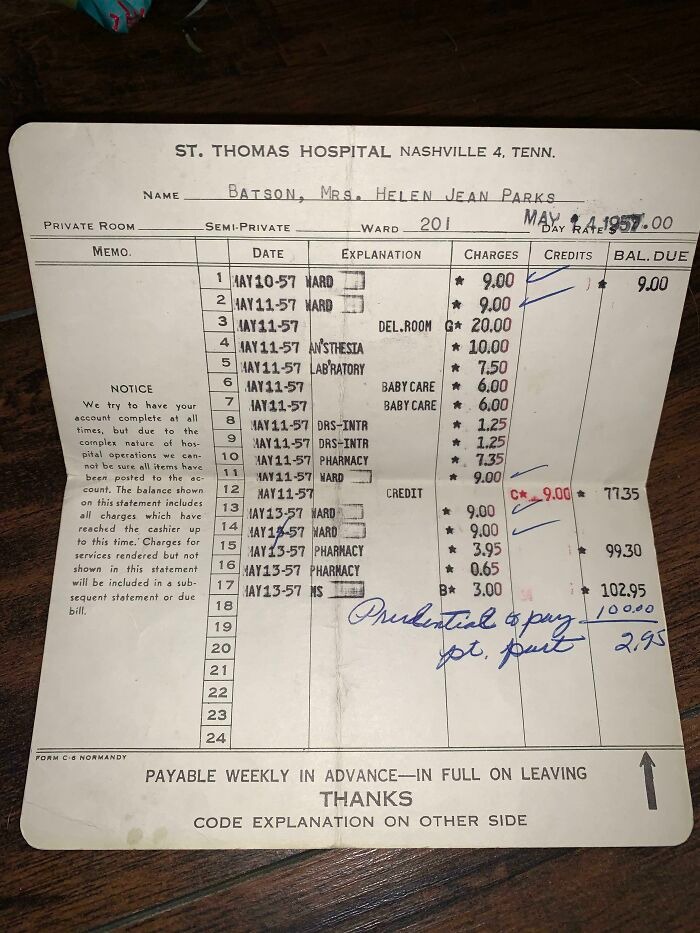 ST. THOMAS HOSPITAL NASHVILLE 4, TENN.
NAME BATSON, MRS. HELEN JEAN PARKS
MAY 1957
PRIVATE ROOM SEMI-PRIVATE WARD 201 DAY RATE $ .00
MEMO. DATE EXPLANATION CHARGES CREDITS BAL. DUE
1 MAY10-57 WARD * 9.00 * 9.00
2 MAY11-57 WARD * 9.00
3 MAY11-57 DEL.ROOM G* 20.00
4 MAY11-57 AN'STHESIA * 10.00
5 MAY11-57 LAB'RATORY * 7.50
6 MAY11-57 BABY CARE * 6.00
7 MAY11-57 BABY CARE * 6.00
8 MAY11-57 DRS-INTR * 1.25
9 MAY11-57 DRS-INTR * 1.25
10 MAY11-57 PHARMACY * 7.35
11 MAY11-57 WARD * 9.00
12 MAY11-57 CREDIT C* 9.00 * 77.35
13 MAY13-57 WARD * 9.00
14 MAY13-57 WARD * 9.00
15 MAY13-57 PHARMACY * 3.95 * 99.30
16 MAY13-57 PHARMACY * 0.65
17 MAY13-57 MS B* 3.00 * 102.95
18 Prudential to pay 100.00
19 pt. part 2.95
20
21
22
23
24
NOTICE
We try to have your
account complete at all
times, but due to the
complex nature of hos-
pital operations we can-
not be sure all items have
been posted to the ac-
count. The balance shown
on this statement includes
all charges which have
reached the cashier up
to this time. Charges for
services rendered but not
shown in this statement
will be included in a sub-
sequent statement or due
bill.
FORM C-6 NORMANDY
PAYABLE WEEKLY IN ADVANCE—IN FULL ON LEAVING
THANKS
CODE EXPLANATION ON OTHER SIDE